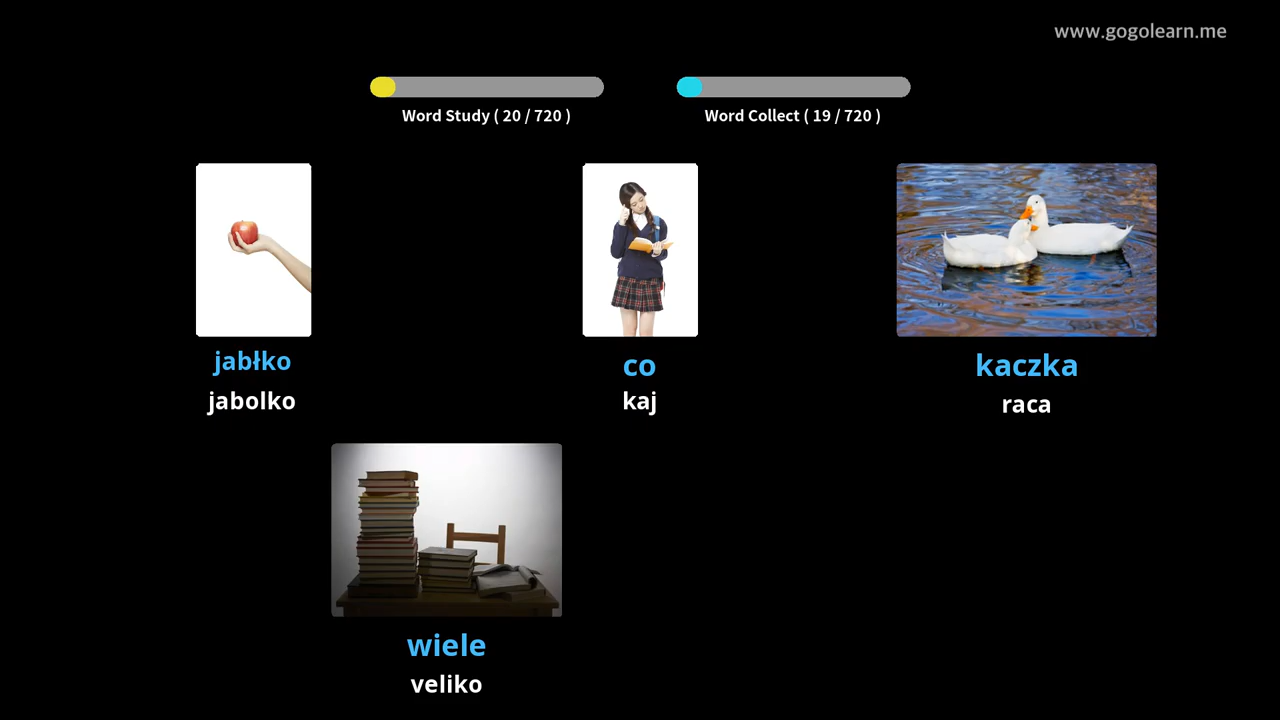 www.gogolearn.me
Word Study ( 20 / 720 )
Word Collect ( 19 / 720 )
jabłko
jabolko
co
kaj
kaczka
raca
wiele
veliko